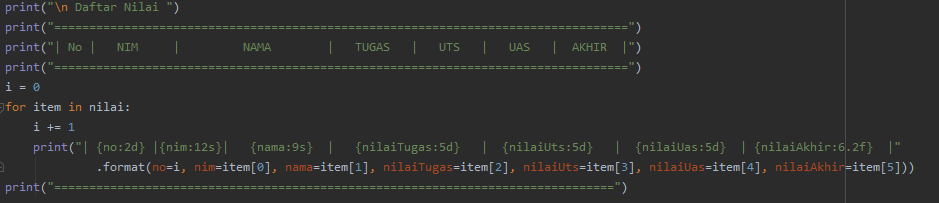 print("\n Daftar Nilai ")
print("==================================================================================")
print("| No |   NIM     |         NAMA        |   TUGAS   |   UTS   |   UAS   |  AKHIR  |")
print("==================================================================================")
i = 0
for item in nilai:
    i += 1
    print("| {no:2d} |{nim:12s}|   {nama:9s}  |   {nilaiTugas:5d}   |  {nilaiUts:5d}   |  {nilaiUas:5d}  | {nilaiAkhir:6.2f}  |"
             .format(no=i, nim=item[0], nama=item[1], nilaiTugas=item[2], nilaiUts=item[3], nilaiUas=item[4], nilaiAkhir=item[5]))
print("================================================================================")